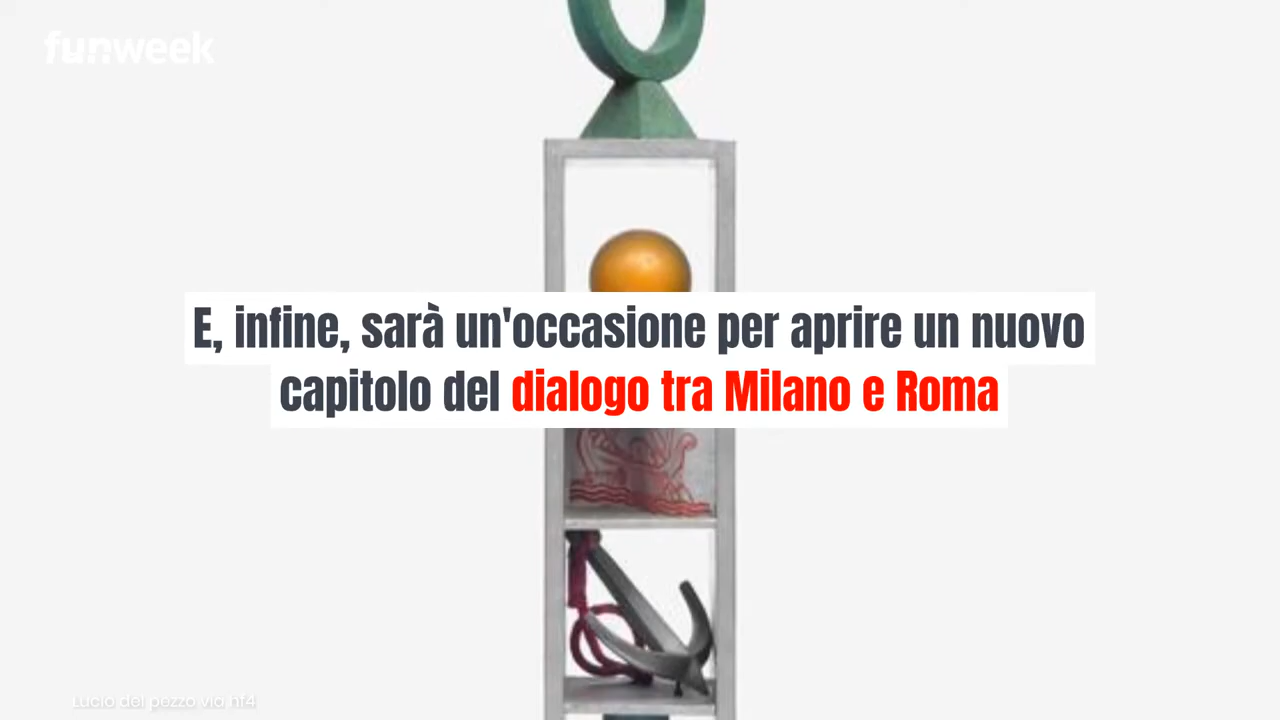 funweek
E, infine, sarà un'occasione per aprire un nuovo
capitolo del dialogo tra Milano e Roma
Lucio del pezzo via hf4